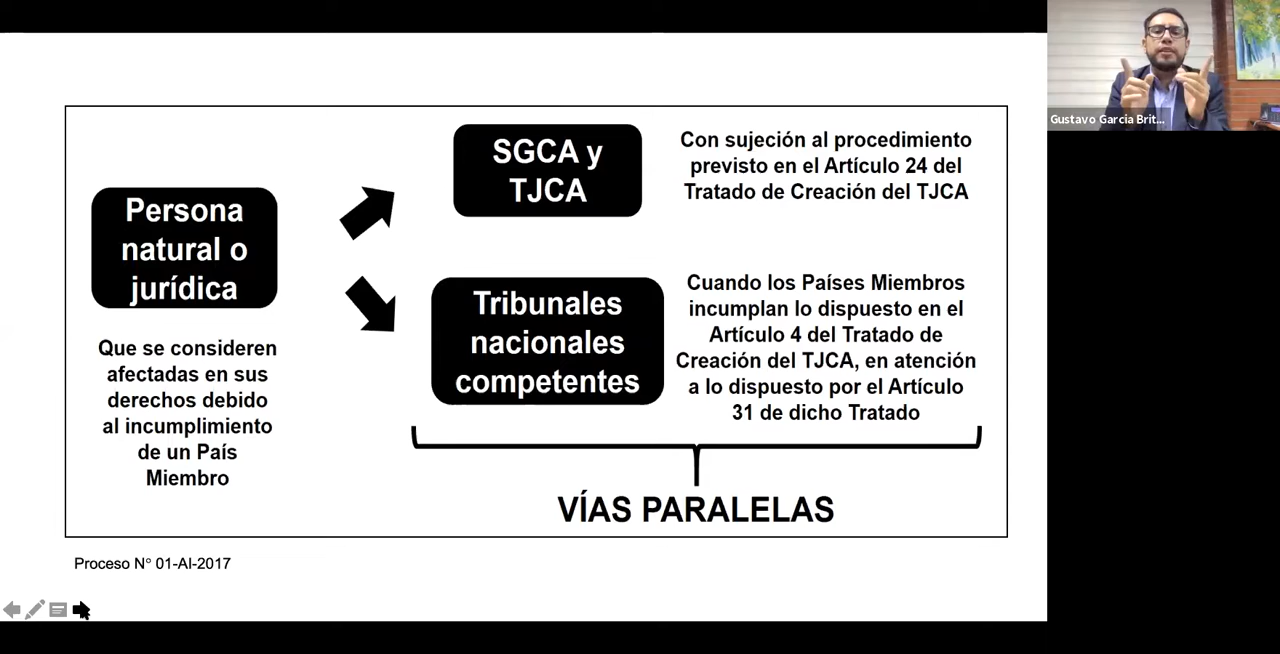 Persona
natural o
jurídica
Que se consideren
afectadas en sus
derechos debido
al incumplimiento
de un País
Miembro
SGCA y
TJCA
Con sujeción al procedimiento
previsto en el Artículo 24 del
Tratado de Creación del TJCA
Tribunales
nacionales
competentes
Cuando los Países Miembros
incumplan lo dispuesto en el
Artículo 4 del Tratado de
Creación del TJCA, en atención
a lo dispuesto por el Artículo
31 de dicho Tratado
VÍAS PARALELAS
Proceso N° 01-AI-2017
Gustavo Garcia Brit...